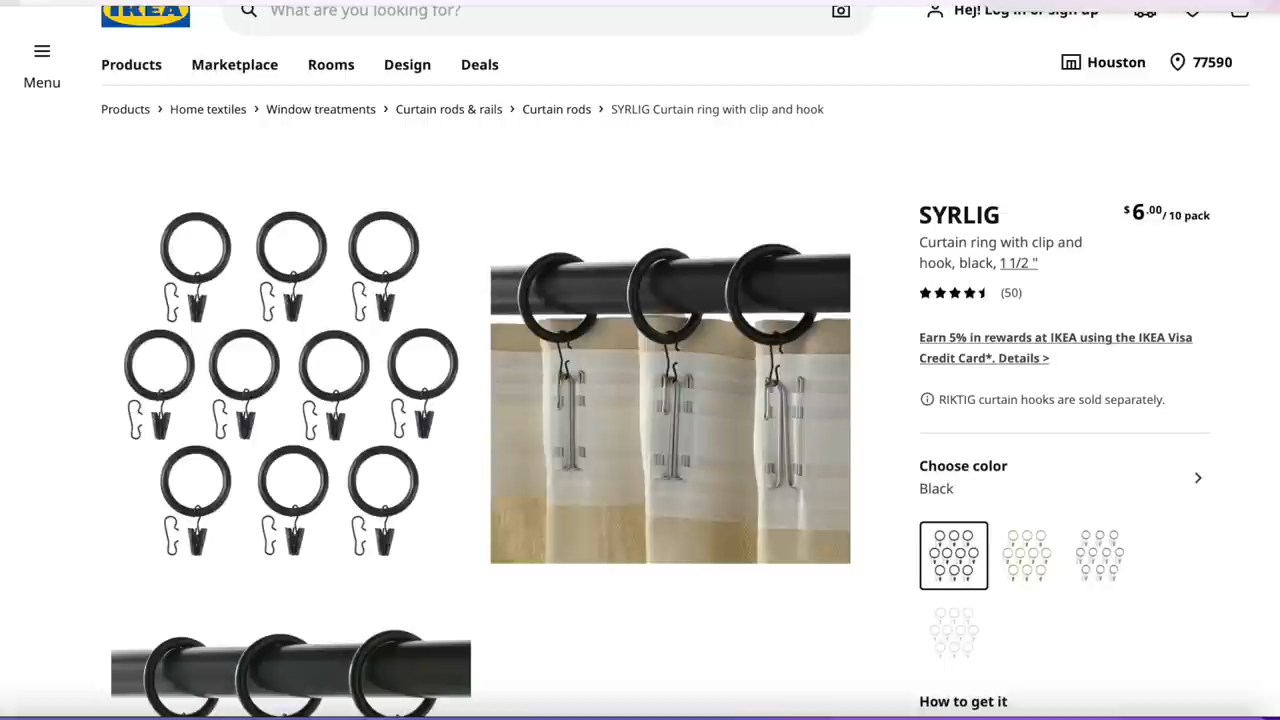 IKEA
What are you looking for?
Hej! Log in or sign up
Menu
Products
Marketplace
Rooms
Design
Deals
Houston
77590
Products > Home textiles > Window treatments > Curtain rods & rails > Curtain rods > SYRLIG Curtain ring with clip and hook
SYRLIG
$6.00/ 10 pack
Curtain ring with clip and
hook, black, 1 1/2 "
(50)
Earn 5% in rewards at IKEA using the IKEA Visa
Credit Card*. Details >
RIKTIG curtain hooks are sold separately.
Choose color
Black
How to get it